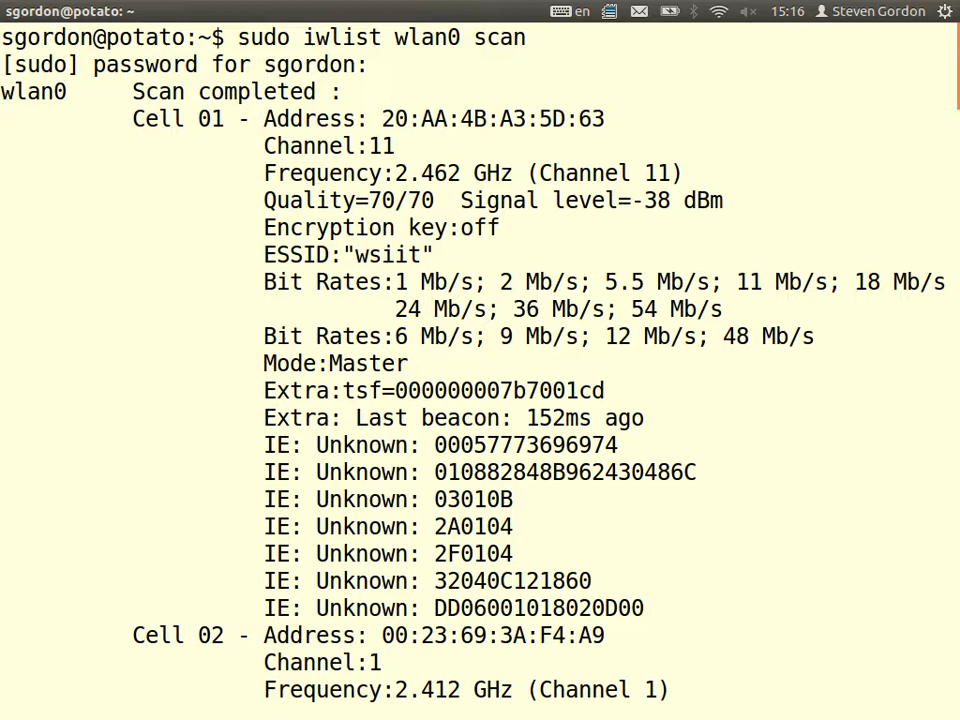 sgordon@potato: ~ en 15:16 Steven Gordon
sgordon@potato:~$ sudo iwlist wlan0 scan
[sudo] password for sgordon:
wlan0     Scan completed :
Cell 01 - Address: 20:AA:4B:A3:5D:63
Channel:11
Frequency:2.462 GHz (Channel 11)
Quality=70/70  Signal level=-38 dBm
Encryption key:off
ESSID:"wsiit"
Bit Rates:1 Mb/s; 2 Mb/s; 5.5 Mb/s; 11 Mb/s; 18 Mb/s
24 Mb/s; 36 Mb/s; 54 Mb/s
Bit Rates:6 Mb/s; 9 Mb/s; 12 Mb/s; 48 Mb/s
Mode:Master
Extra:tsf=000000007b7001cd
Extra: Last beacon: 152ms ago
IE: Unknown: 00057773696974
IE: Unknown: 010882848B962430486C
IE: Unknown: 03010B
IE: Unknown: 2A0104
IE: Unknown: 2F0104
IE: Unknown: 32040C121860
IE: Unknown: DD06001018020D00
Cell 02 - Address: 00:23:69:3A:F4:A9
Channel:1
Frequency:2.412 GHz (Channel 1)